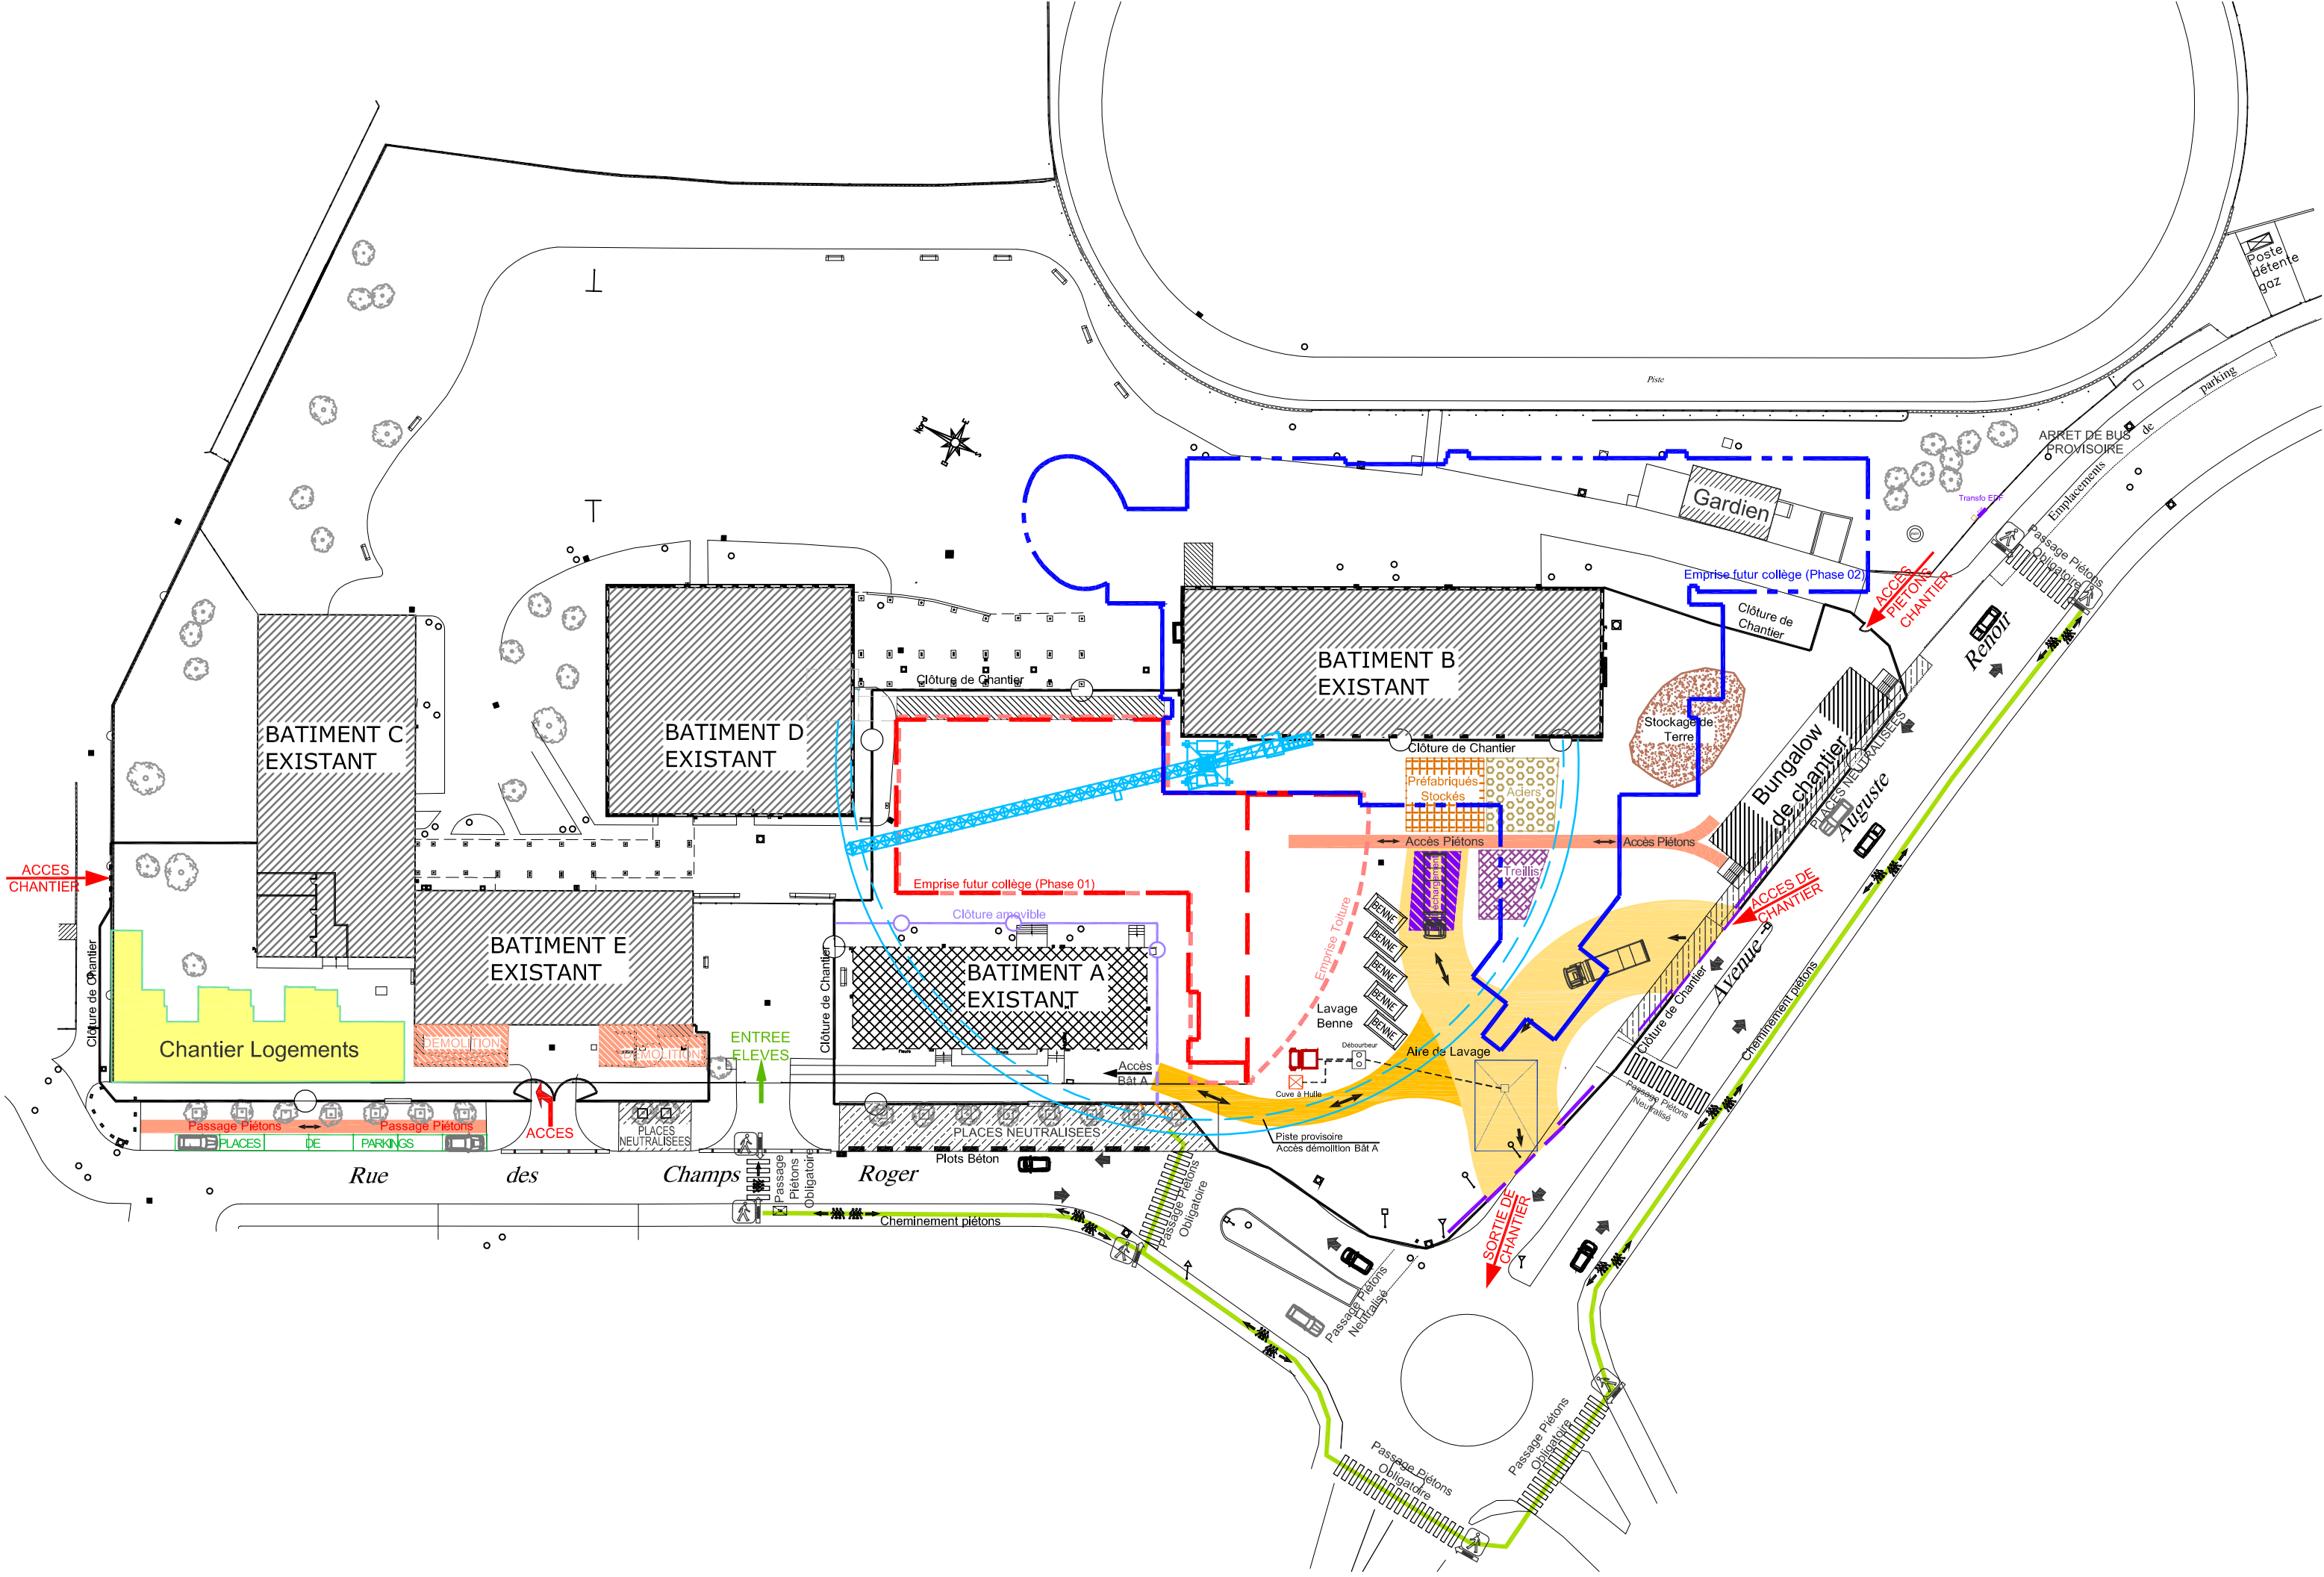 Poste
détente
gaz
Piste
parking
de
Emplacements
ARRET DE BUS
PROVISOIRE
Transfo EDF
Gardien
Passage Piétons
Obligatoire
Emprise futur collège (Phase 02)
ACCES
PIETONS
CHANTIER
Clôture de
Chantier
Renoir
BATIMENT B
EXISTANT
Clôture de Chantier
BATIMENT C
EXISTANT
BATIMENT D
EXISTANT
Stockage de
Terre
Clôture de Chantier
Bungalow
de chantier
PLACES NEUTRALISEES
Auguste
Préfabriqués
Stockés
Aciers
Accès Piétons
Accès Piétons
Treillis
ACCES
CHANTIER
Emprise futur collège (Phase 01)
Clôture amovible
Emprise Toiture
BENNE
BENNE
BENNE
BENNE
BENNE
ACCES DE
CHANTIER
Avenue
BATIMENT E
EXISTANT
BATIMENT A
EXISTANT
Clôture de Chantier
Clôture de Chantier
Clôture de Chantier
Cheminement piétons
Lavage
Benne
Débourbeur
Aire de Lavage
Cuve à Huile
Chantier Logements
DEMOLITION
DEMOLITION
ENTREE
ELEVES
Accès
Bât A
Passage Piétons
Neutralisé
Passage Piétons
Passage Piétons
PLACES
DE
PARKINGS
ACCES
PLACES
NEUTRALISEES
PLACES NEUTRALISEES
Plots Béton
Piste provisoire
Accès démolition Bât A
Rue
des
Champs
Roger
Passage
Piétons
Obligatoire
Passage Piétons
Obligatoire
Cheminement piétons
SORTIE DE
CHANTIER
Passage Piétons
Neutralisé
Passage Piétons
Obligatoire
Passage Piétons
Obligatoire